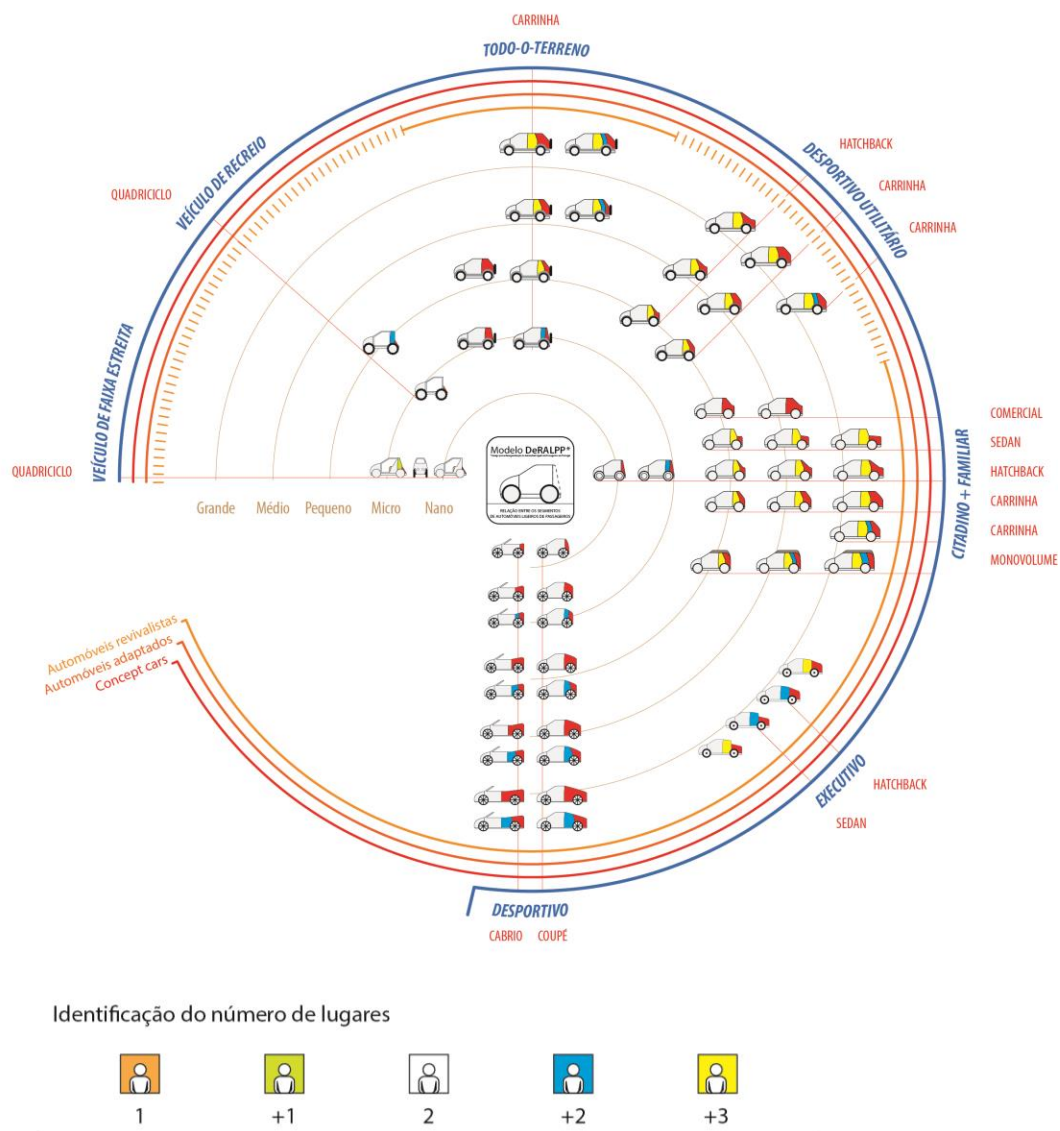 CARRINHA
TODO-O-TERRENO
HATCHBACK
DESPORTIVO UTILITÁRIO
CARRINHA
CARRINHA
VEÍCULO DE RECREIO
QUADRICICLO
VEÍCULO DE FAIXA ESTREITA
QUADRICICLO
COMERCIAL
SEDAN
HATCHBACK
CITADINO + FAMILIAR
CARRINHA
CARRINHA
MONOVOLUME
Modelo DeRALPP®
RELAÇÃO ENTRE OS SEGMENTOS
DE AUTOMÓVEIS LIGEIROS DE PASSAGEIROS
Grande Médio Pequeno Micro Nano
Automóveis revivalistas
Automóveis adaptados
Concept cars
EXECUTIVO
HATCHBACK
SEDAN
DESPORTIVO
CABRIO COUPÉ
Identificação do número de lugares
1 +1 2 +2 +3